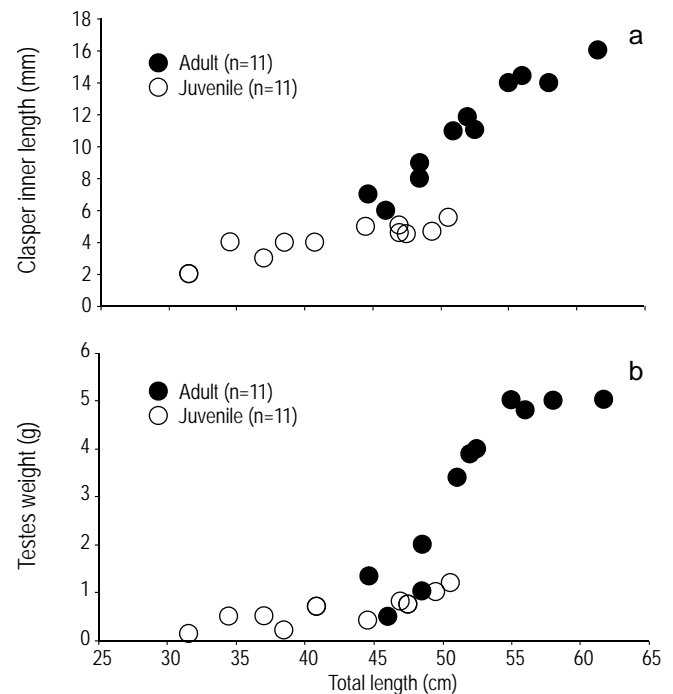 18
16
14
12
10
8
6
4
2
0
Clasper inner length (mm)
a
Adult (n=11)
Juvenile (n=11)
6
5
4
3
2
1
0
Testes weight (g)
b
Adult (n=11)
Juvenile (n=11)
25 30 35 40 45 50 55 60 65
Total length (cm)